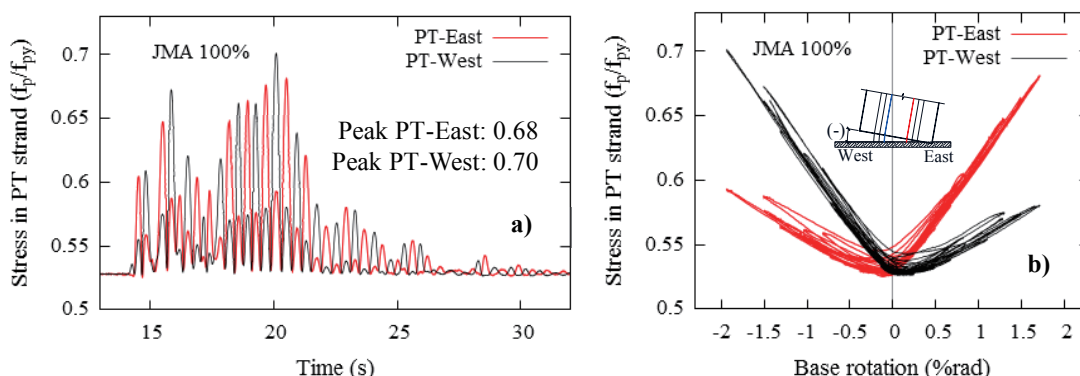 JMA 100%
PT-East
PT-West
Peak PT-East: 0.68
Peak PT-West: 0.70
a)
Stress in PT strand (fp/fpy)
0.7
0.65
0.6
0.55
0.5
15
20
25
30
Time (s)
JMA 100%
PT-East
PT-West
(-)
West
East
b)
Stress in PT strand (fp/fpy)
0.7
0.65
0.6
0.55
0.5
-2
-1.5
-1
-0.5
0
0.5
1
1.5
2
Base rotation (%rad)